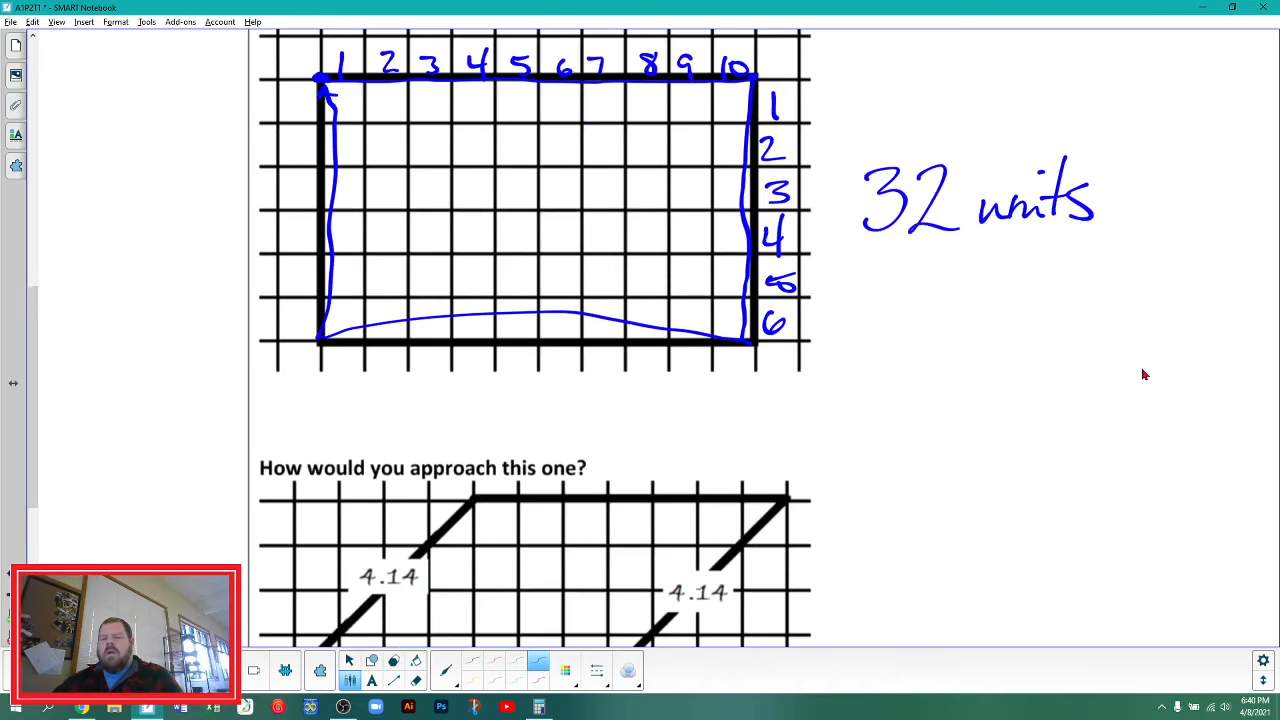 A1P2T1 * - SMART Notebook
File Edit View Insert Format Tools Add-ons Account Help
1 2 3 4 5 6 7 8 9 10
1
2
3
4
5
6
32 units
How would you approach this one?
4.14 4.14
6:40 PM
4/8/2021